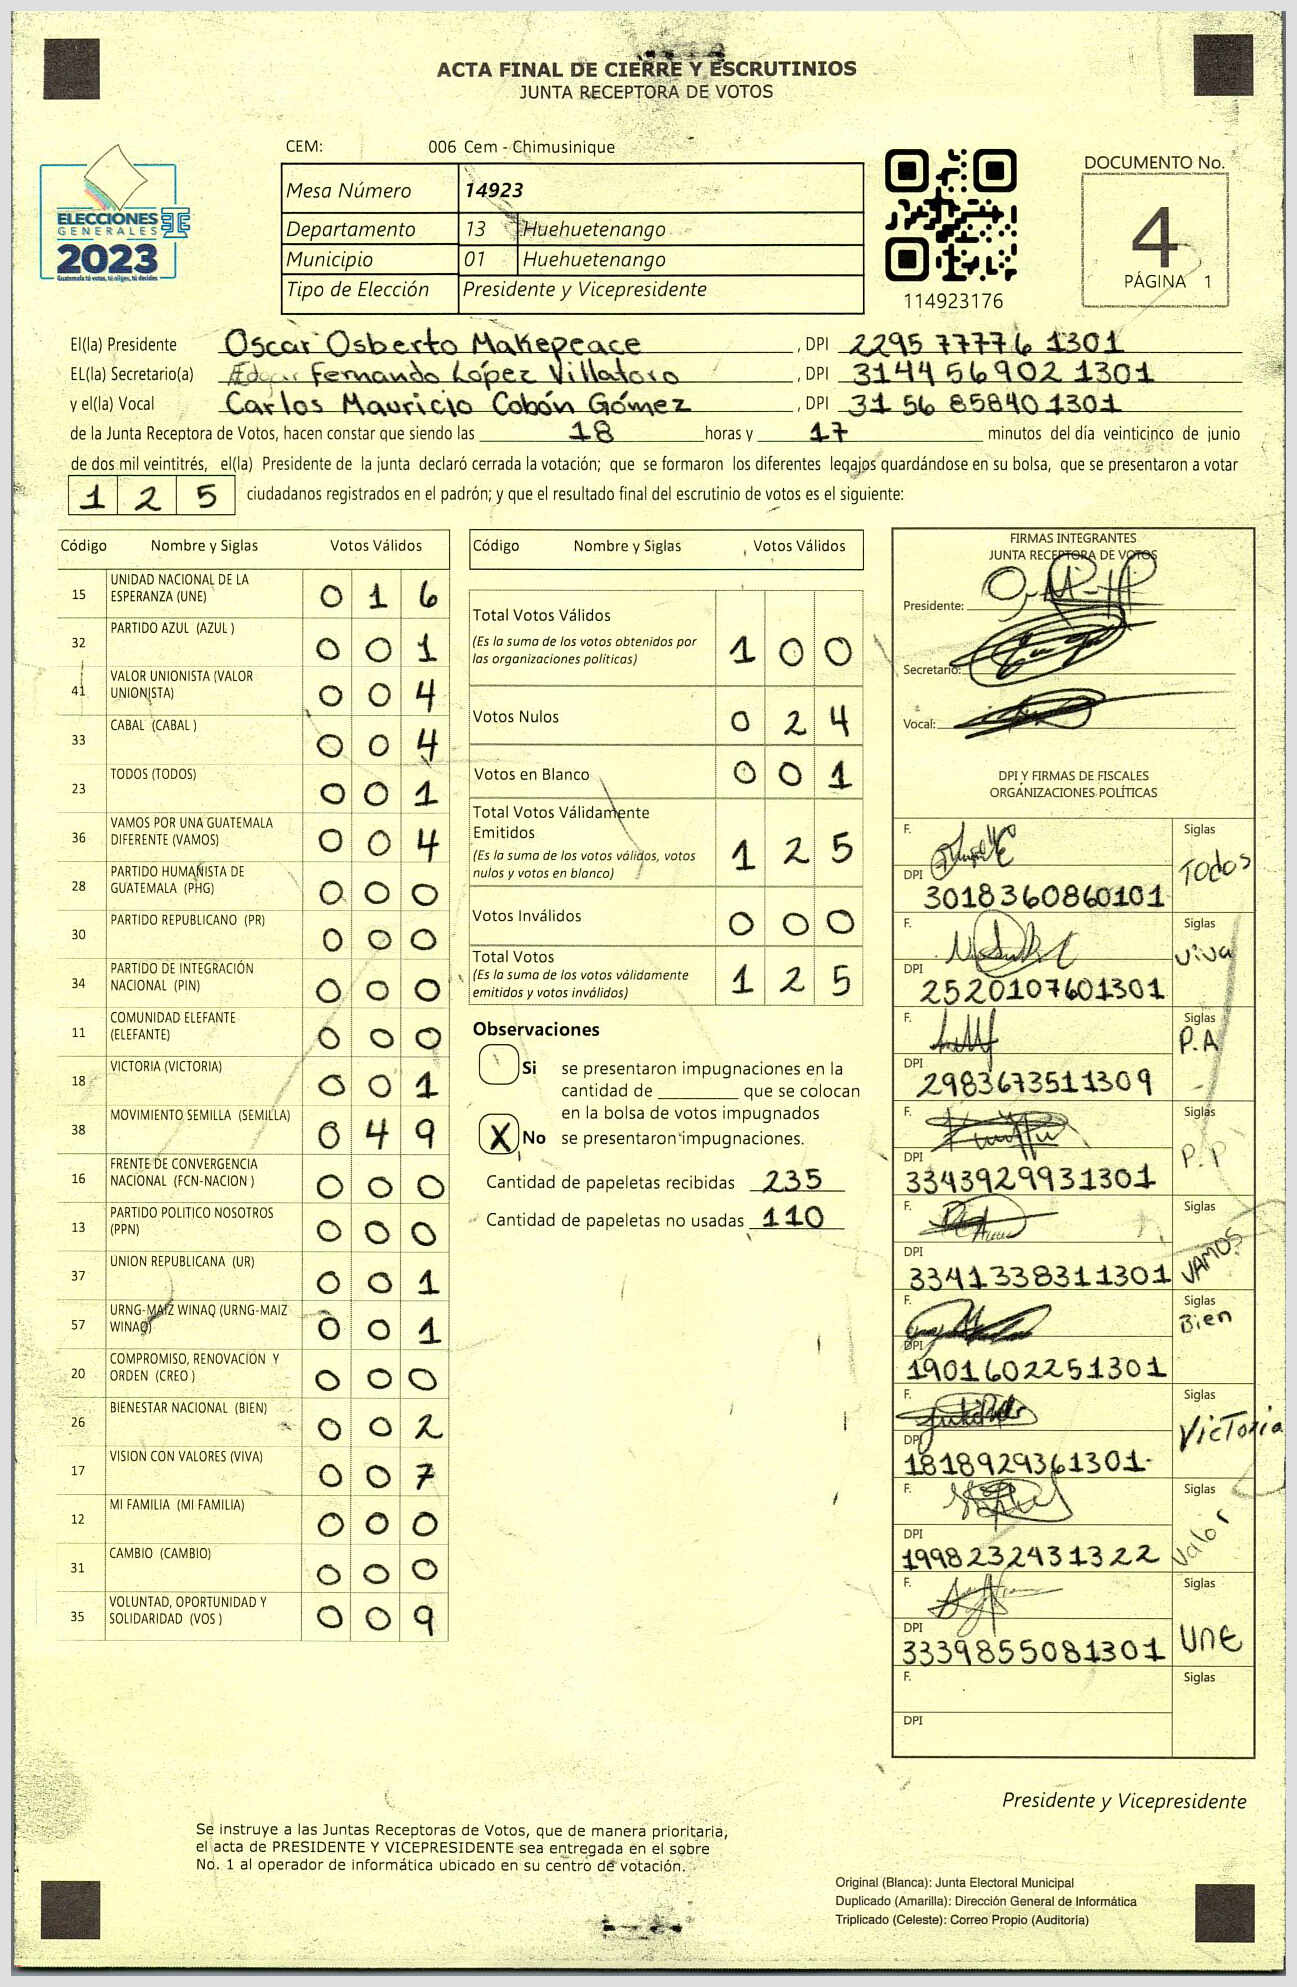 ACTA FINAL DE CIERRE Y ESCRUTINIOS
JUNTA RECEPTORA DE VOTOS
CEM: 006 Cem - Chimusinique
Mesa Número 14923
Departamento 13 Huehuetenango
Municipio 01 Huehuetenango
Tipo de Elección Presidente y Vicepresidente
ELECCIONES
GENERALES
2023
Guatemala tú votas, tú eliges, tú decides
114923176
DOCUMENTO No.
4
PÁGINA 1
El(la) Presidente Oscar Osberto Makepeace , DPI 2295 77776 1301
EL(la) Secretario(a) Edgar Fernando López Villatoro , DPI 3144 56902 1301
y el(la) Vocal Carlos Mauricio Cobón Gómez , DPI 3156 85840 1301
de la Junta Receptora de Votos, hacen constar que siendo las 18 horas y 17 minutos del día veinticinco de junio
de dos mil veintitrés, el(la) Presidente de la junta declaró cerrada la votación; que se formaron los diferentes legajos quardándose en su bolsa, que se presentaron a votar
1 2 5 ciudadanos registrados en el padrón; y que el resultado final del escrutinio de votos es el siguiente:
Código Nombre y Siglas Votos Válidos
15 UNIDAD NACIONAL DE LA ESPERANZA (UNE) 0 1 6
32 PARTIDO AZUL (AZUL ) 0 0 1
41 VALOR UNIONISTA (VALOR UNIONISTA) 0 0 4
33 CABAL (CABAL ) 0 0 4
23 TODOS (TODOS) 0 0 1
36 VAMOS POR UNA GUATEMALA DIFERENTE (VAMOS) 0 0 4
28 PARTIDO HUMAÑISTA DE GUATEMALA (PHG) 0 0 0
30 PARTIDO REPUBLICANO (PR) 0 0 0
34 PARTIDO DE INTEGRACIÓN NACIONAL (PIN) 0 0 0
11 COMUNIDAD ELEFANTE (ELEFANTE) 0 0 0
18 VICTORIA (VICTORIA) 0 0 1
38 MOVIMIENTO SEMILLA (SEMILLA) 0 4 9
16 FRENTE DE CONVERGENCIA NACIONAL (FCN-NACION ) 0 0 0
13 PARTIDO POLITICO NOSOTROS (PPN) 0 0 0
37 UNION REPUBLICANA (UR) 0 0 1
57 URNG-MAIZ WINAQ (URNG-MAIZ WINAQ) 0 0 1
20 COMPROMISO, RENOVACIÓN Y ORDEN (CREO ) 0 0 0
26 BIENESTAR NACIONAL (BIEN) 0 0 2
17 VISION CON VALORES (VIVA) 0 0 7
12 MI FAMILIA (MI FAMILIA) 0 0 0
31 CAMBIO (CAMBIO) 0 0 0
35 VOLUNTAD, OPORTUNIDAD Y SOLIDARIDAD (VOS ) 0 0 9
Código Nombre y Siglas Votos Válidos
Total Votos Válidos
(Es la suma de los votos obtenidos por
las organizaciones politicas) 1 0 0
Votos Nulos 0 2 4
Votos en Blanco 0 0 1
Total Votos Válidamente
Emitidos
(Es la suma de los votos válidos, votos
nulos y votos en blanco) 1 2 5
Votos Inválidos 0 0 0
Total Votos
(Es la suma de los votos válidamente
emitidos y votos inválidos) 1 2 5
Observaciones
Si se presentaron impugnaciones en la
cantidad de ________ que se colocan
en la bolsa de votos impugnados
X No se presentaron impugnaciones.
Cantidad de papeletas recibidas 235
Cantidad de papeletas no usadas 110
FIRMAS INTEGRANTES
JUNTA RECEPTORA DE VOTOS
Presidente:
Secretario:
Vocal:
DPI Y FIRMAS DE FISCALES
ORGANIZACIONES POLÍTICAS
F. Siglas
DPI Todos
3018360860101
F. Siglas
DPI Viva
2520107601301
F. Siglas
DPI P.A
2983673511309
F. Siglas
DPI P.P
3343929931301
F. Siglas
DPI VAMOS
3341338311301
F. Siglas
DPI Bien
1901602251301
F. Siglas
DPI Victoria
1818929361301
F. Siglas
DPI Valor
1998232431322
F. Siglas
DPI UNE
3339855081301
F. Siglas
DPI
Presidente y Vicepresidente
Se instruye a las Juntas Receptoras de Votos, que de manera prioritaria,
el acta de PRESIDENTE Y VICEPRESIDENTE sea entregada en el sobre
No. 1 al operador de informática ubicado en su centro de votación.
Original (Blanca): Junta Electoral Municipal
Duplicado (Amarilla): Dirección General de Informática
Triplicado (Celeste): Correo Propio (Auditoría)